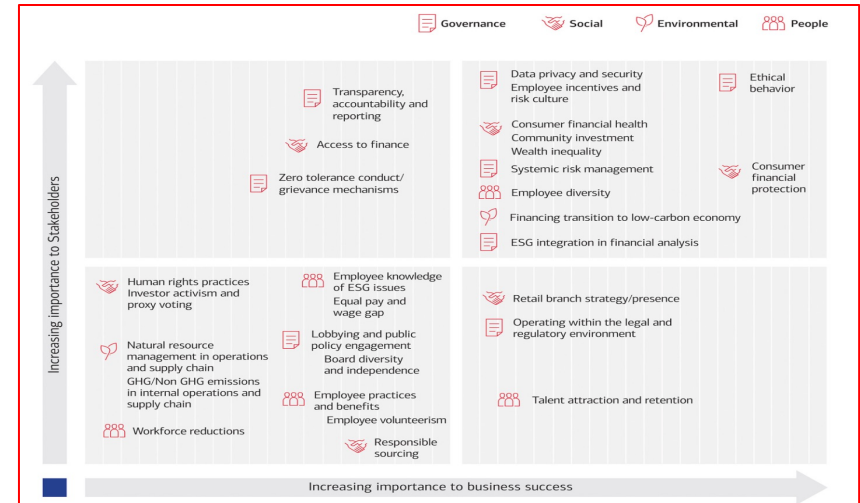 Governance
Social
Environmental
People
Increasing importance to Stakeholders
Transparency,
accountability and
reporting
Access to finance
Zero tolerance conduct/
grievance mechanisms
Data privacy and security
Employee incentives and
risk culture
Consumer financial health
Community investment
Wealth inequality
Systemic risk management
Employee diversity
Financing transition to low-carbon economy
ESG integration in financial analysis
Ethical
behavior
Consumer
financial
protection
Human rights practices
Investor activism and
proxy voting
Natural resource
management in operations
and supply chain
GHG/Non GHG emissions
in internal operations and
supply chain
Workforce reductions
Employee knowledge
of ESG issues
Equal pay and
wage gap
Lobbying and public
policy engagement
Board diversity
and independence
Employee practices
and benefits
Employee volunteerism
Responsible
sourcing
Retail branch strategy/presence
Operating within the legal and
regulatory environment
Talent attraction and retention
Increasing importance to business success